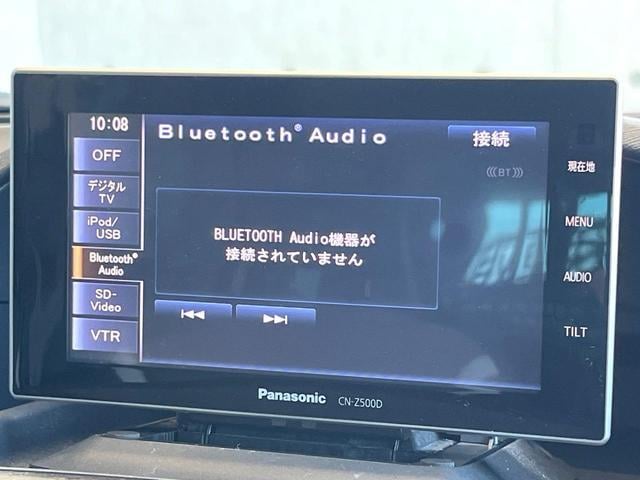 10:08
Bluetooth® Audio
接続
OFF
デジタル
TV
iPod/
USB
Bluetooth®
Audio
SD-
Video
VTR
(((BT)))
BLUETOOTH Audio機器が
接続されていません
現在地
MENU
AUDIO
TILT
Panasonic
CN-Z500D